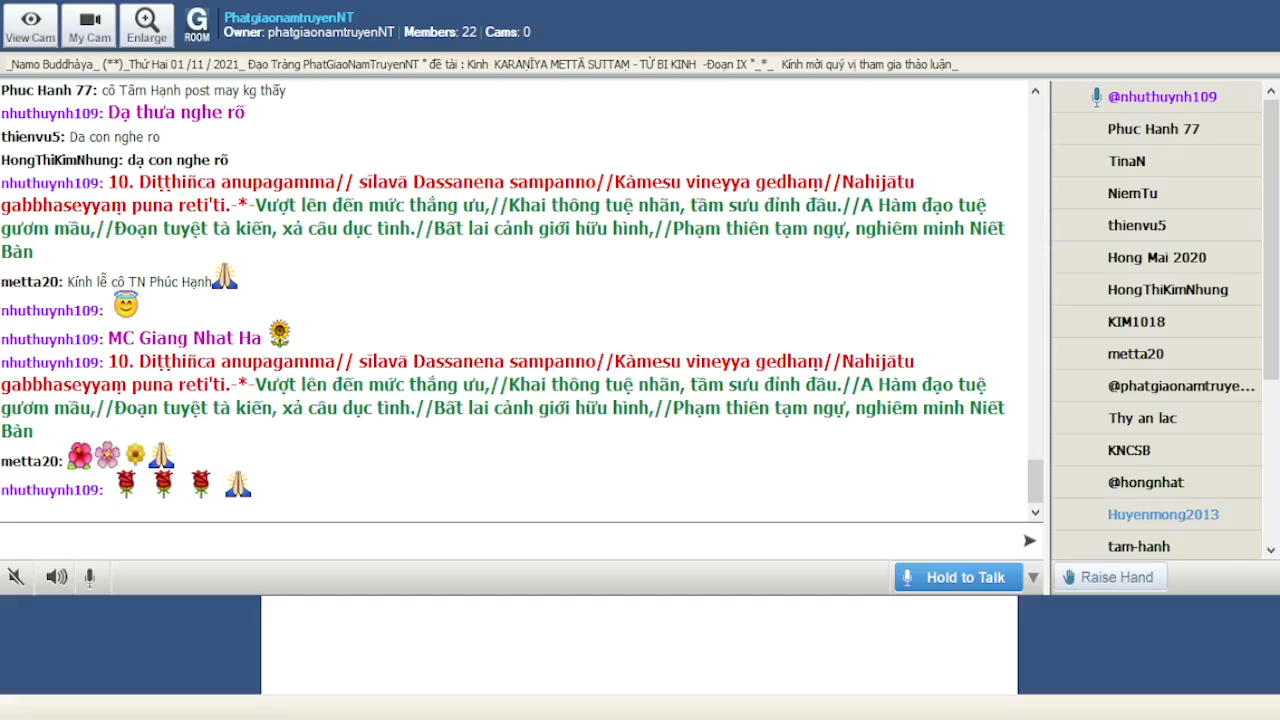 View Cam
My Cam
Enlarge
G
ROOM
PhatgiaonamtruyenNT
Owner: phatgiaonamtruyenNT | Members: 22 | Cams: 0
_Namo Buddhàya_ (**)_Thứ Hai 01 /11 / 2021_ Đạo Tràng PhatGiaoNamTruyenNT " đề tài : Kinh KARAṆĪYA METTĀ SUTTAṂ - TỪ BI KINH -Đoạn IX "_*_ Kính mời quý vị tham gia thảo luận_
Phuc Hanh 77: cô Tâm Hạnh post may kg thấy
nhuthuynh109: Dạ thưa nghe rõ
thienvu5: Da con nghe ro
HongThiKimNhung: dạ con nghe rõ
nhuthuynh109: 10. Diṭṭhiñca anupagamma// sīlavā Dassanena sampanno//Kàmesu vineyya gedhaṃ//Nahijātu
gabbhaseyyaṃ puna reti'ti.-*-Vượt lên đến mức thắng ưu,//Khai thông tuệ nhãn, tầm sưu đỉnh đầu.//A Hàm đạo tuệ
gươm mầu,//Đoạn tuyệt tà kiến, xả câu dục tình.//Bất lai cảnh giới hữu hình,//Phạm thiên tạm ngự, nghiêm minh Niết
Bàn
metta20: Kính lễ cô TN Phúc Hạnh
nhuthuynh109:
nhuthuynh109: MC Giang Nhat Ha
nhuthuynh109: 10. Diṭṭhiñca anupagamma// sīlavā Dassanena sampanno//Kàmesu vineyya gedhaṃ//Nahijātu
gabbhaseyyaṃ puna reti'ti.-*-Vượt lên đến mức thắng ưu,//Khai thông tuệ nhãn, tầm sưu đỉnh đầu.//A Hàm đạo tuệ
gươm mầu,//Đoạn tuyệt tà kiến, xả câu dục tình.//Bất lai cảnh giới hữu hình,//Phạm thiên tạm ngự, nghiêm minh Niết
Bàn
metta20:
nhuthuynh109:
@nhuthuynh109
Phuc Hanh 77
TinaN
NiemTu
thienvu5
Hong Mai 2020
HongThiKimNhung
KIM1018
metta20
@phatgiaonamtruye...
Thy an lac
KNCSB
@hongnhat
Huyenmong2013
tam-hanh
Hold to Talk
Raise Hand